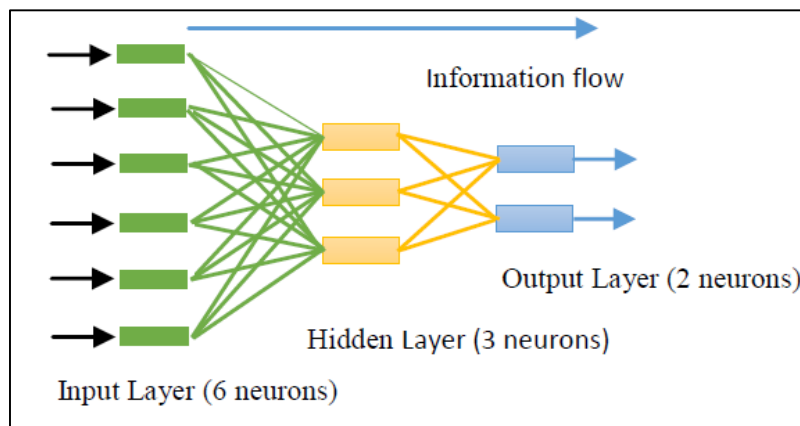 Information flow
Output Layer (2 neurons)
Hidden Layer (3 neurons)
Input Layer (6 neurons)